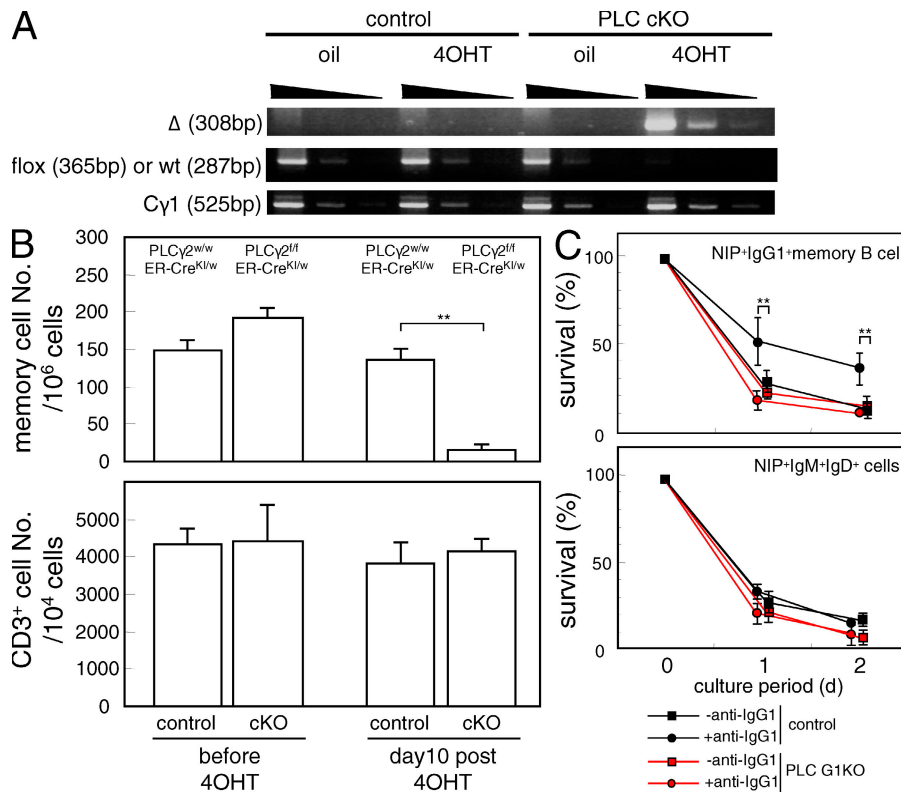 A
control
PLC cKO
oil
4OHT
oil
4OHT
Δ (308bp)
flox (365bp) or wt (287bp)
Cγ1 (525bp)
B
memory cell No.
/10⁶ cells
300
250
200
150
100
50
0
PLCγ2ʷ/ʷ
ER-Creᴷᴵ/ʷ
PLCγ2ᶠ/ᶠ
ER-Creᴷᴵ/ʷ
PLCγ2ʷ/ʷ
ER-Creᴷᴵ/ʷ
PLCγ2ᶠ/ᶠ
ER-Creᴷᴵ/ʷ
**
CD3⁺ cell No.
/10⁴ cells
5000
4000
3000
2000
1000
0
control
cKO
control
cKO
before
4OHT
day10 post
4OHT
C
NIP⁺IgG1⁺memory B cel
survival (%)
100
50
0
**
**
NIP⁺IgM⁺IgD⁺ cells
survival (%)
100
50
0
0
1
2
culture period (d)
-anti-IgG1
+anti-IgG1
control
-anti-IgG1
+anti-IgG1
PLC G1KO